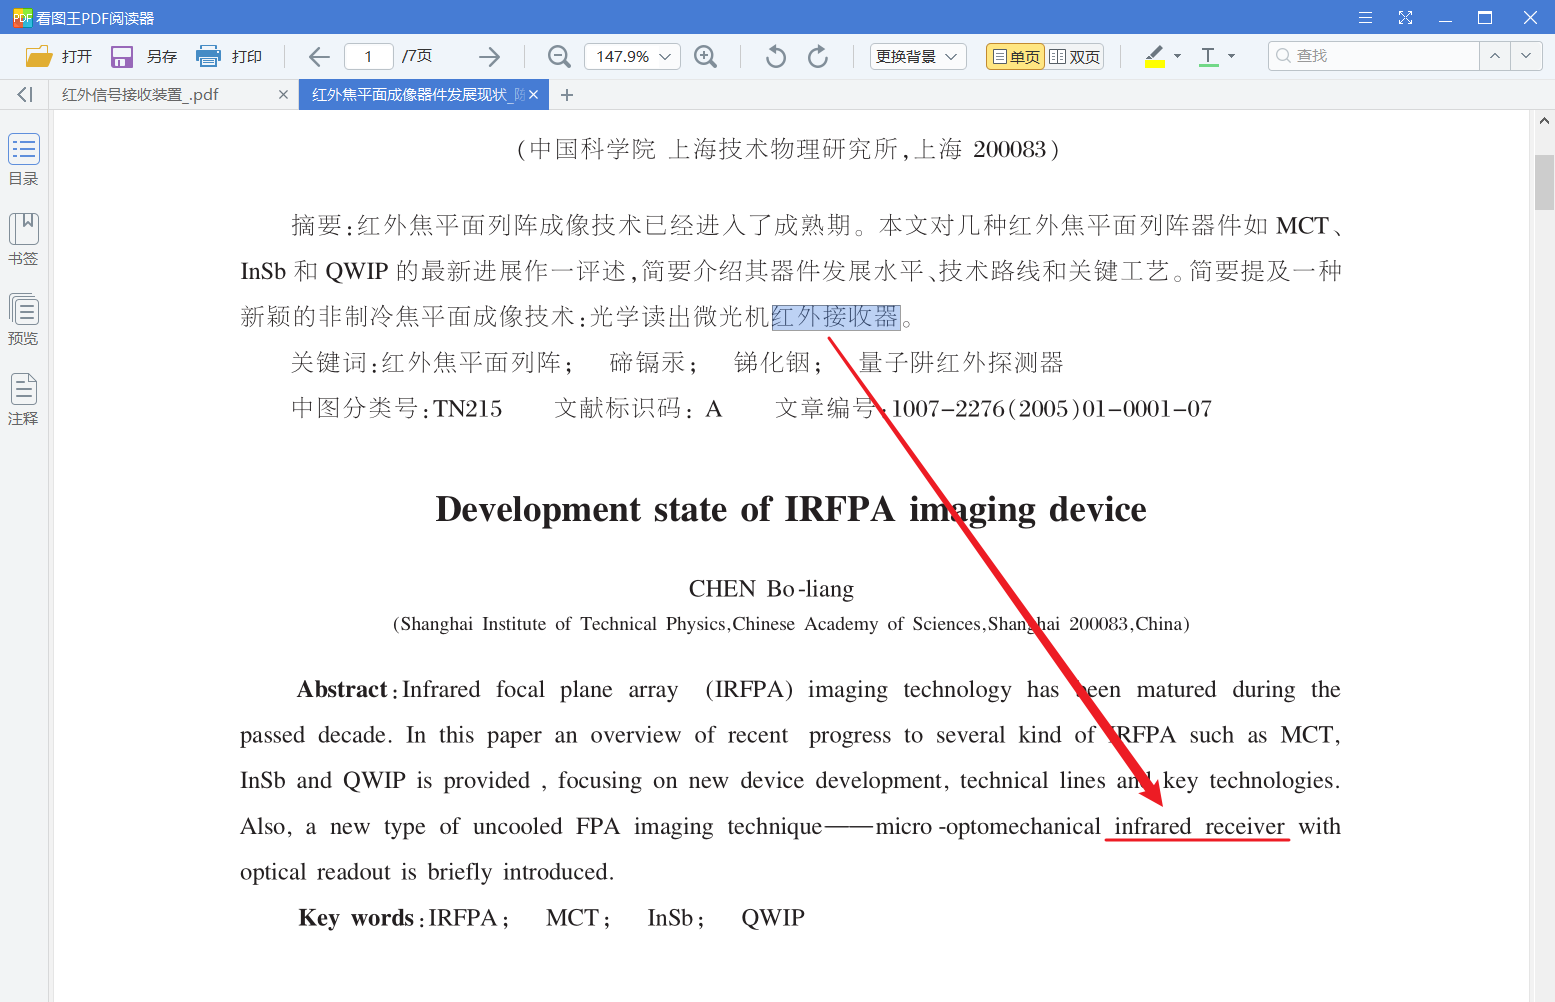 PDF 看图王PDF阅读器
打开 另存 打印 1 /7页 147.9% 更换背景 单页 双页 T 查找
红外信号接收装置_.pdf 红外焦平面成像器件发展现状_
目录
书签
预览
注释
(中国科学院 上海技术物理研究所,上海 200083)
摘要:红外焦平面列阵成像技术已经进入了成熟期。本文对几种红外焦平面列阵器件如 MCT、
InSb 和 QWIP 的最新进展作一评述,简要介绍其器件发展水平、技术路线和关键工艺。简要提及一种
新颖的非制冷焦平面成像技术:光学读出微光机红外接收器。
关键词:红外焦平面列阵; 碲镉汞; 锑化铟; 量子阱红外探测器
中图分类号:TN215 文献标识码: A 文章编号:1007-2276(2005)01-0001-07
Development state of IRFPA imaging device
CHEN Bo-liang
(Shanghai Institute of Technical Physics,Chinese Academy of Sciences,Shanghai 200083,China)
Abstract:Infrared focal plane array (IRFPA) imaging technology has been matured during the
passed decade. In this paper an overview of recent progress to several kind of IRFPA such as MCT,
InSb and QWIP is provided , focusing on new device development, technical lines and key technologies.
Also, a new type of uncooled FPA imaging technique——micro-optomechanical infrared receiver with
optical readout is briefly introduced.
Key words:IRFPA; MCT; InSb; QWIP